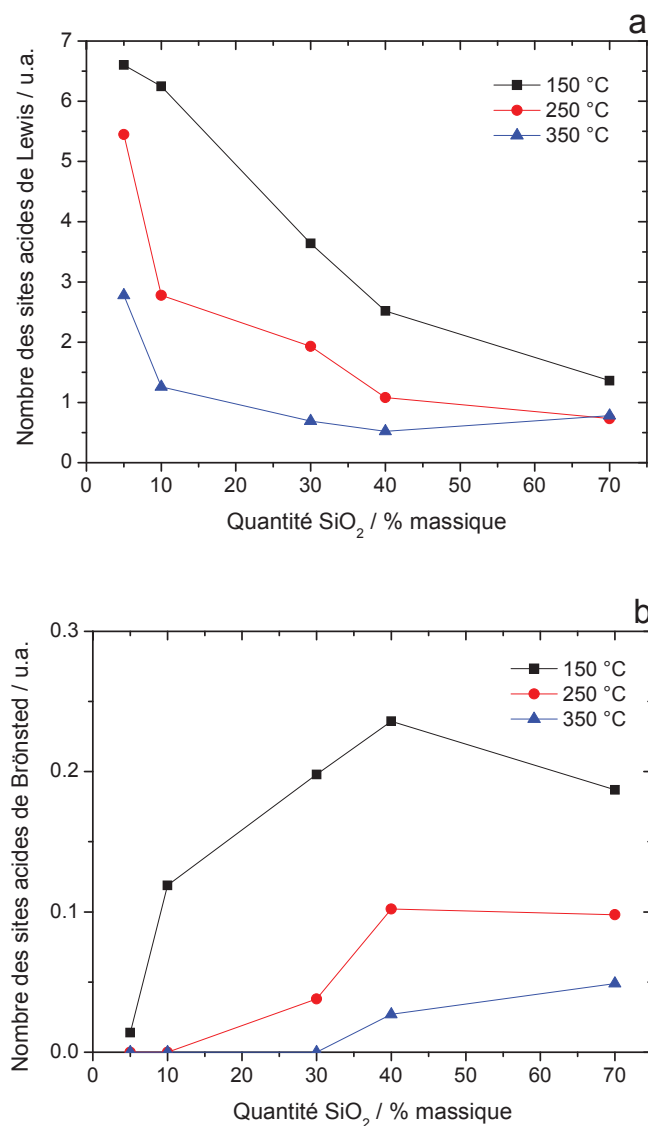 a
7
6
5
4
3
2
1
0
Nombre des sites acides de Lewis / u.a.
150 °C
250 °C
350 °C
0 10 20 30 40 50 60 70
Quantité SiO2 / % massique
b
0.3
0.2
0.1
0.0
Nombre des sites acides de Brönsted / u.a.
150 °C
250 °C
350 °C
0 10 20 30 40 50 60 70
Quantité SiO2 / % massique